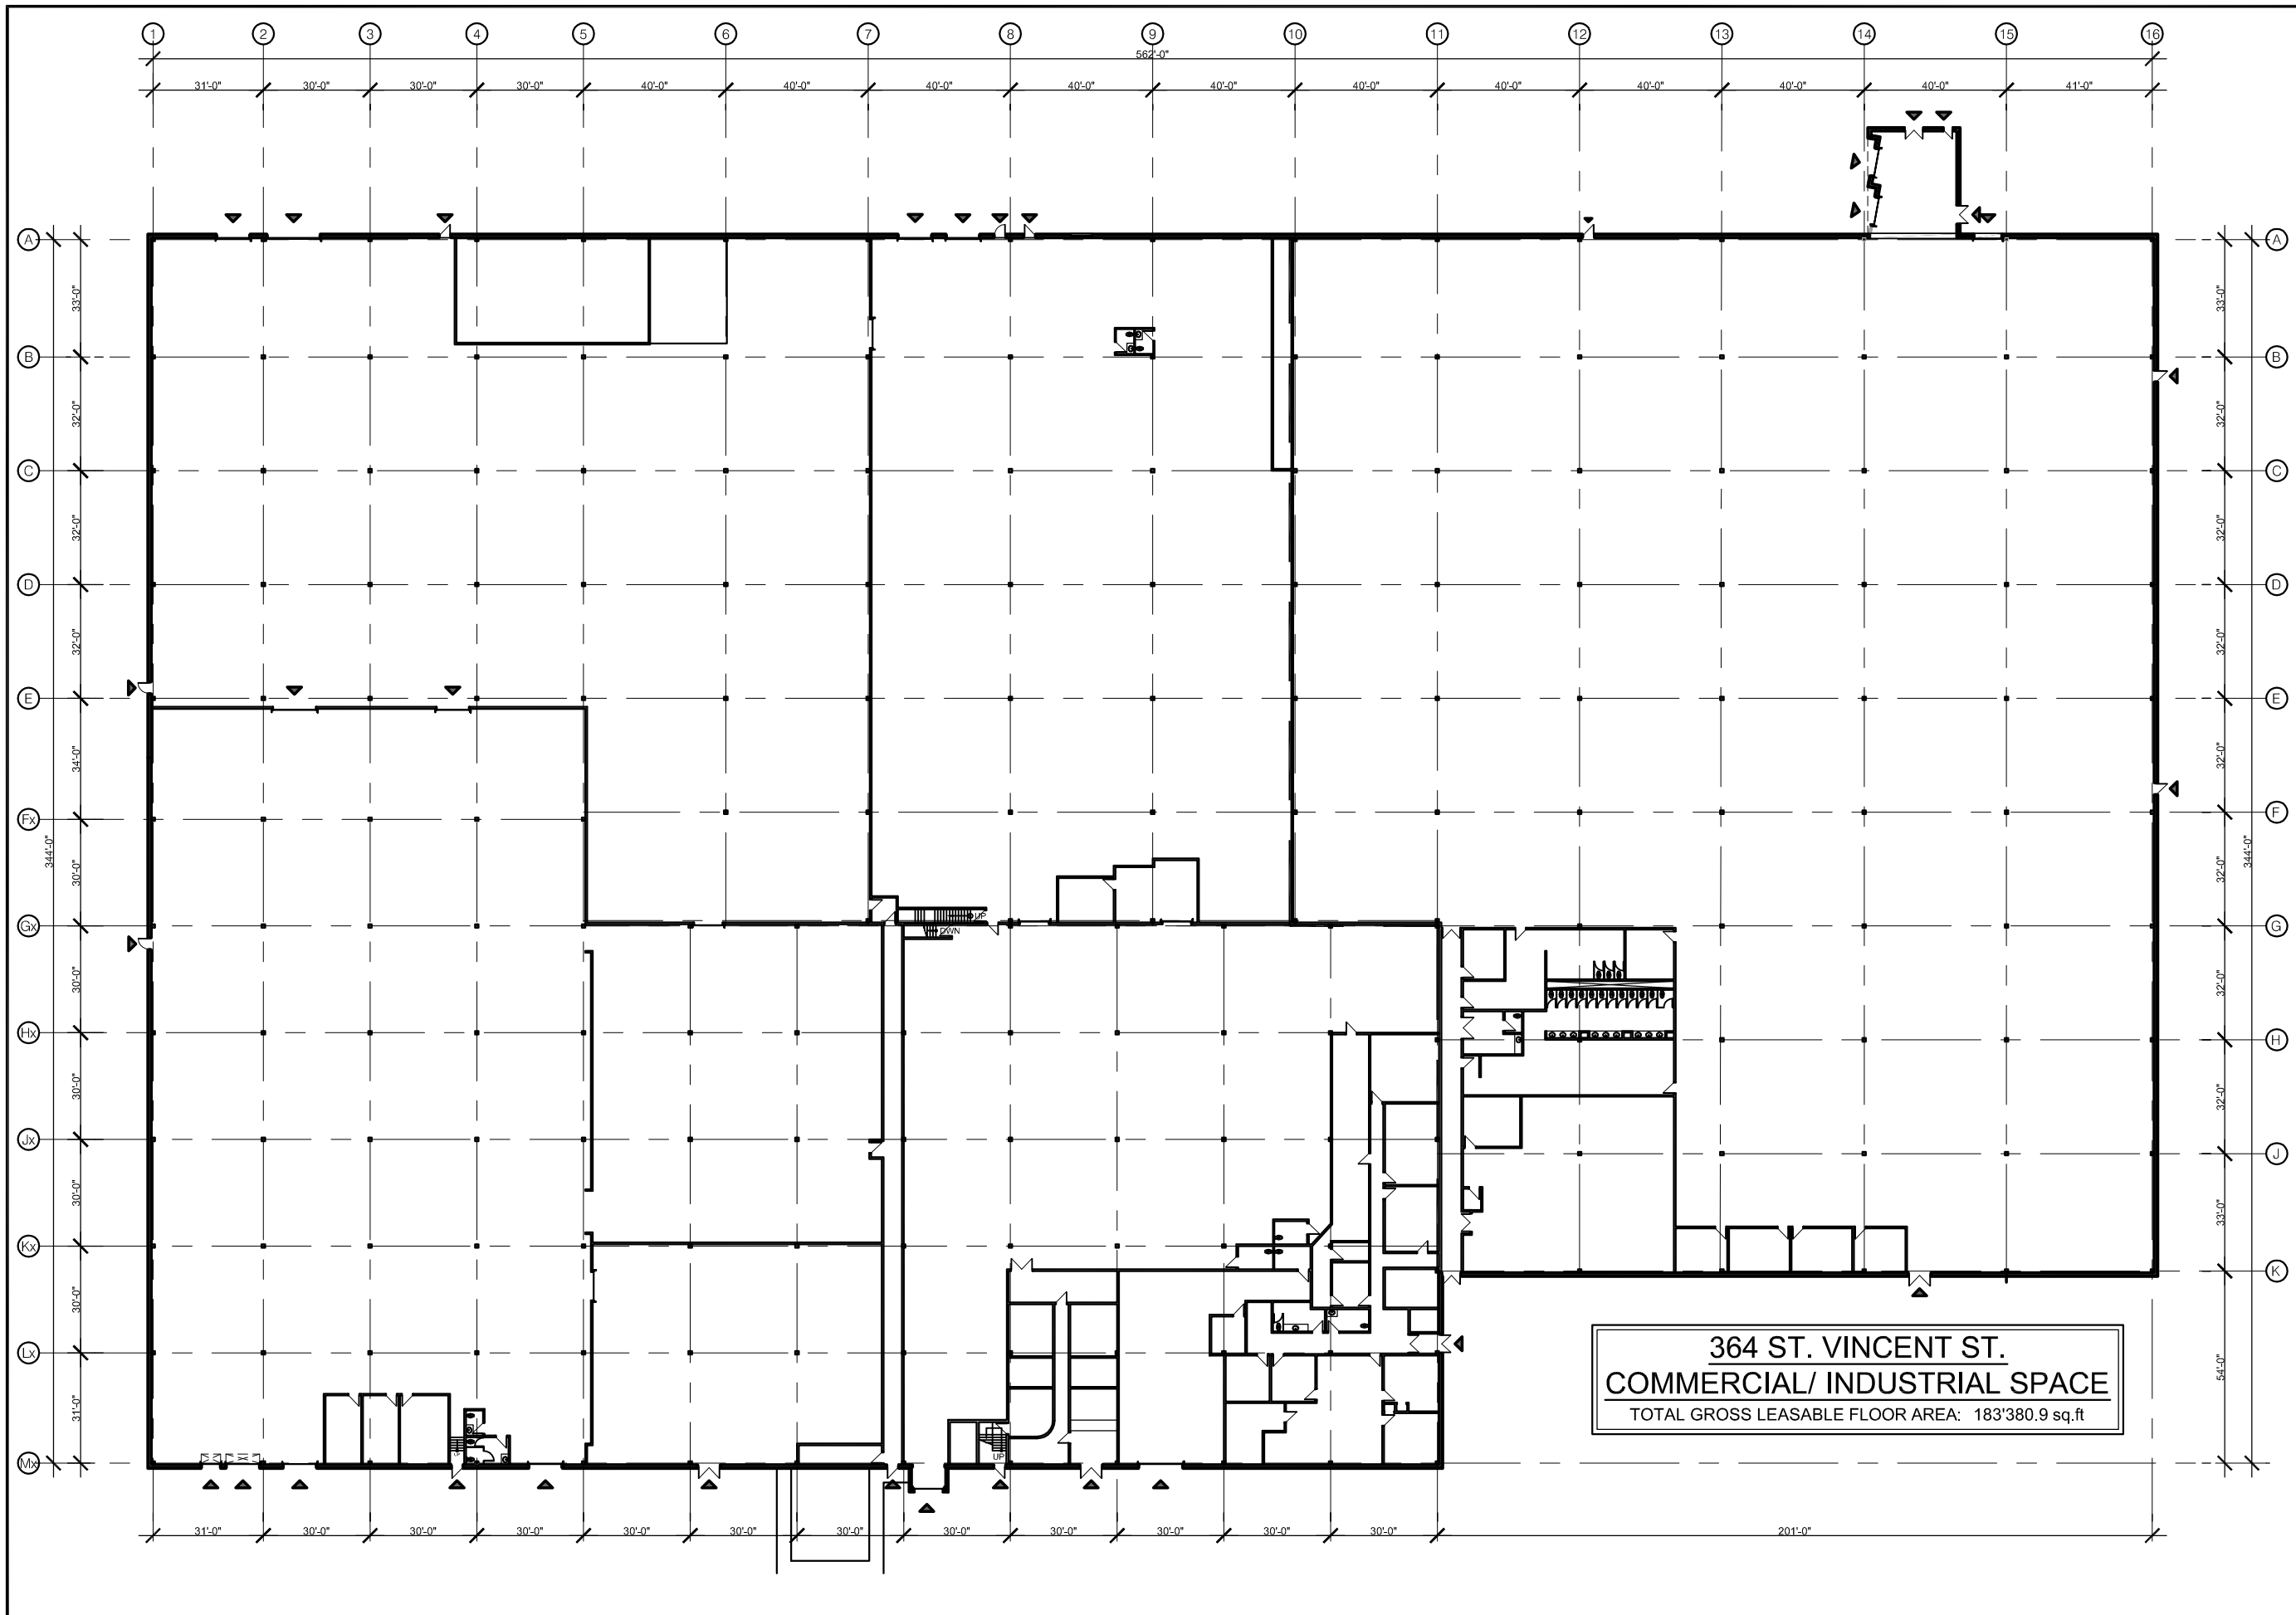 1 2 3 4 5 6 7 8 9 10 11 12 13 14 15 16
562'-0"
31'-0" 30'-0" 30'-0" 30'-0" 40'-0" 40'-0" 40'-0" 40'-0" 40'-0" 40'-0" 40'-0" 40'-0" 40'-0" 40'-0" 41'-0"
A A
33'-0" 33'-0"
B B
32'-0" 32'-0"
C C
32'-0" 32'-0"
D D
32'-0" 32'-0"
E E
34'-0" 32'-0"
Fx F
344'-0" 344'-0"
30'-0" 32'-0"
UP
Gx G
DWN
30'-0" 32'-0"
Hx H
30'-0" 32'-0"
Jx J
30'-0" 33'-0"
Kx K
30'-0"
364 ST. VINCENT ST.
Lx
54'-0"
COMMERCIAL/ INDUSTRIAL SPACE
31'-0"
TOTAL GROSS LEASABLE FLOOR AREA: 183'380.9 sq.ft
UP
Mx
31'-0" 30'-0" 30'-0" 30'-0" 30'-0" 30'-0" 30'-0" 30'-0" 30'-0" 30'-0" 30'-0" 30'-0" 201'-0"